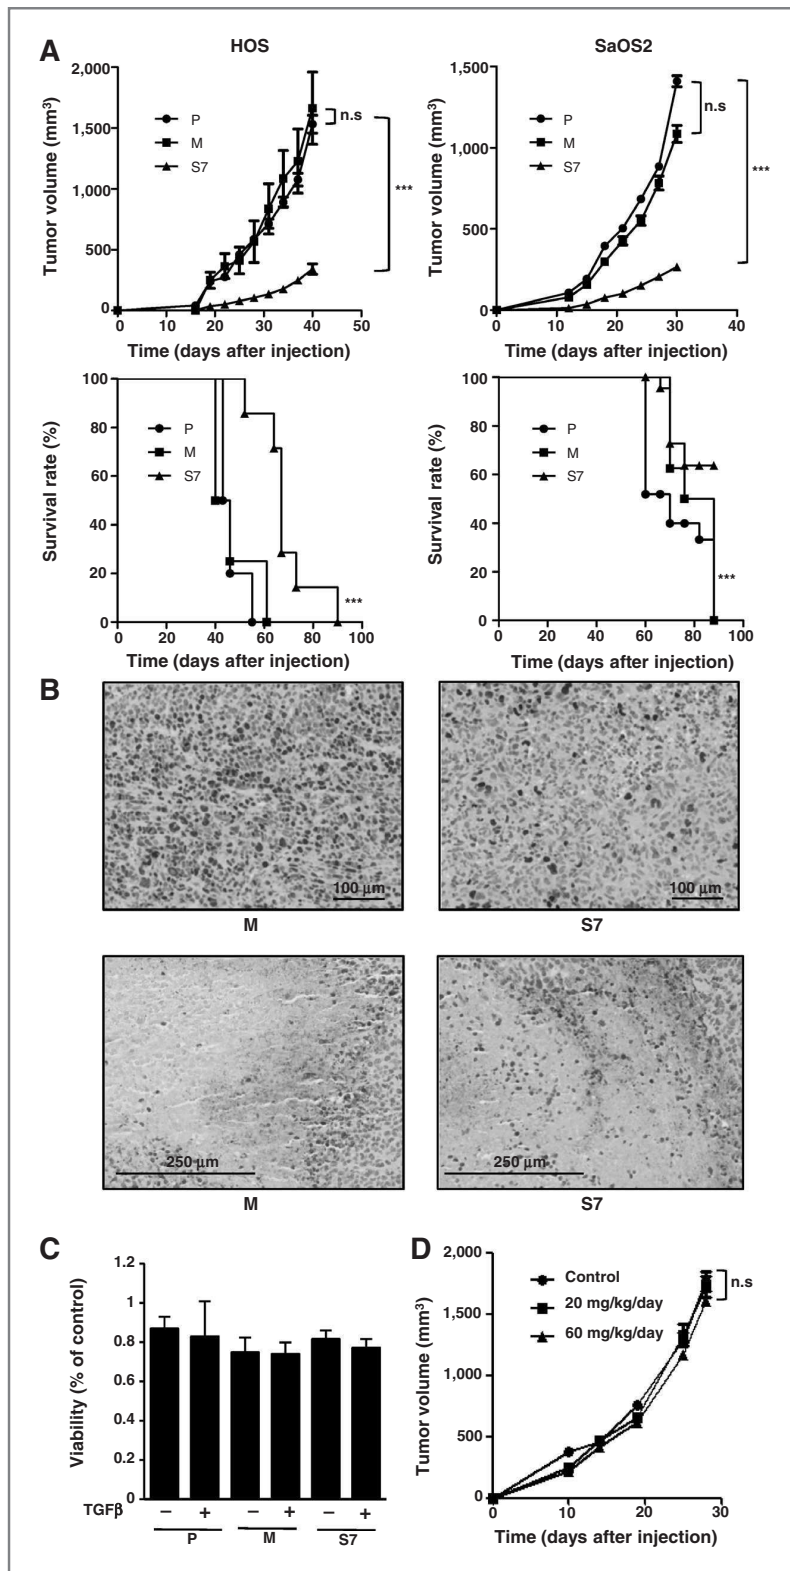 A
HOS
SaOS2
Tumor volume (mm³)
2,000
1,500
1,000
500
0
P
M
S7
n.s
***
0 10 20 30 40 50
Time (days after injection)
Tumor volume (mm³)
1,500
1,000
500
0
P
M
S7
n.s
***
0 10 20 30 40
Time (days after injection)
Survival rate (%)
100
80
60
40
20
0
P
M
S7
***
0 20 40 60 80 100
Time (days after injection)
Survival rate (%)
100
80
60
40
20
0
P
M
S7
***
0 20 40 60 80 100
Time (days after injection)
B
100 µm
M
100 µm
S7
250 µm
M
250 µm
S7
C
Viability (% of control)
1.2
1
0.8
0.6
0.4
0.2
0
TGFβ − + − + − +
P M S7
D
Tumor volume (mm³)
2,000
1,500
1,000
500
0
Control
20 mg/kg/day
60 mg/kg/day
n.s
0 10 20 30
Time (days after injection)